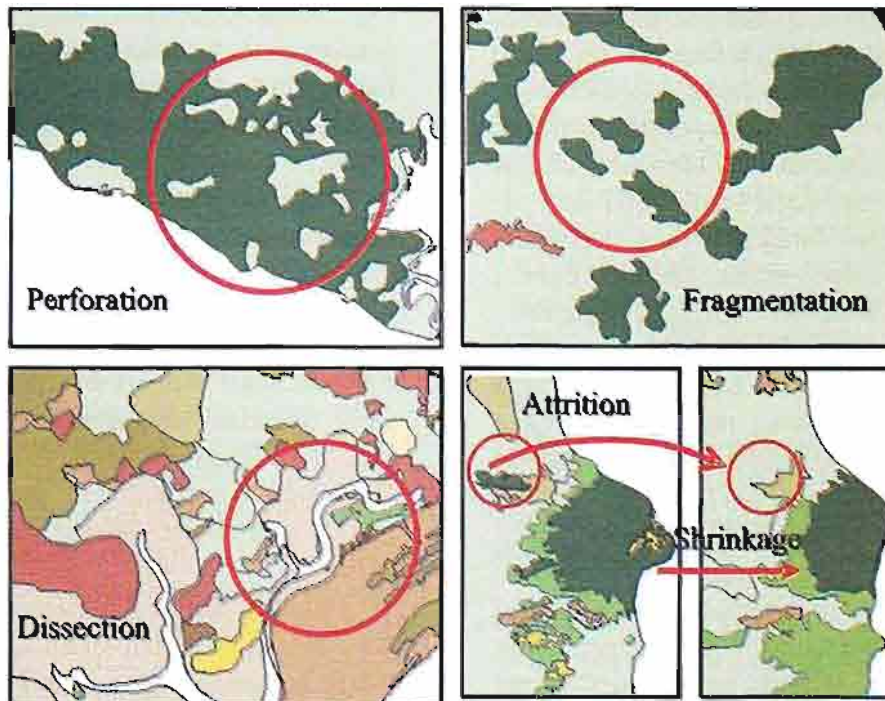 Perforation
Fragmentation
Attrition
Shrinkage
Dissection